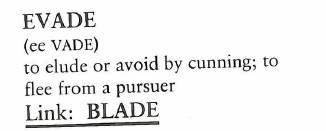 EVADE
(ee VADE)
to elude or avoid by cunning; to
flee from a pursuer
Link: BLADE